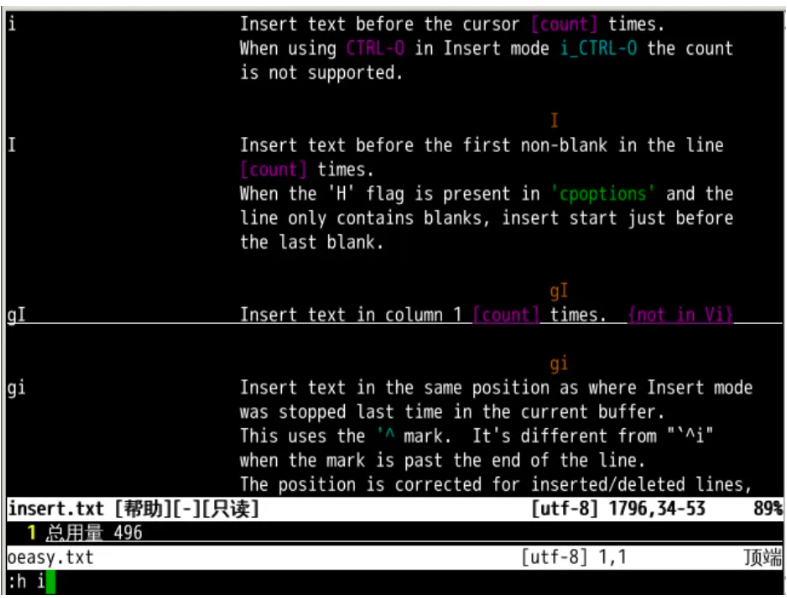 i Insert text before the cursor [count] times.
When using CTRL-O in Insert mode i_CTRL-O the count
is not supported.
I
I Insert text before the first non-blank in the line
[count] times.
When the 'H' flag is present in 'cpoptions' and the
line only contains blanks, insert start just before
the last blank.
gI
gI Insert text in column 1 [count] times. {not in Vi}
gi
gi Insert text in the same position as where Insert mode
was stopped last time in the current buffer.
This uses the '^ mark. It's different from "`^i"
when the mark is past the end of the line.
The position is corrected for inserted/deleted lines,
insert.txt [帮助][-][只读] [utf-8] 1796,34-53 89%
1 总用量 496
oeasy.txt [utf-8] 1,1 顶端
:h i